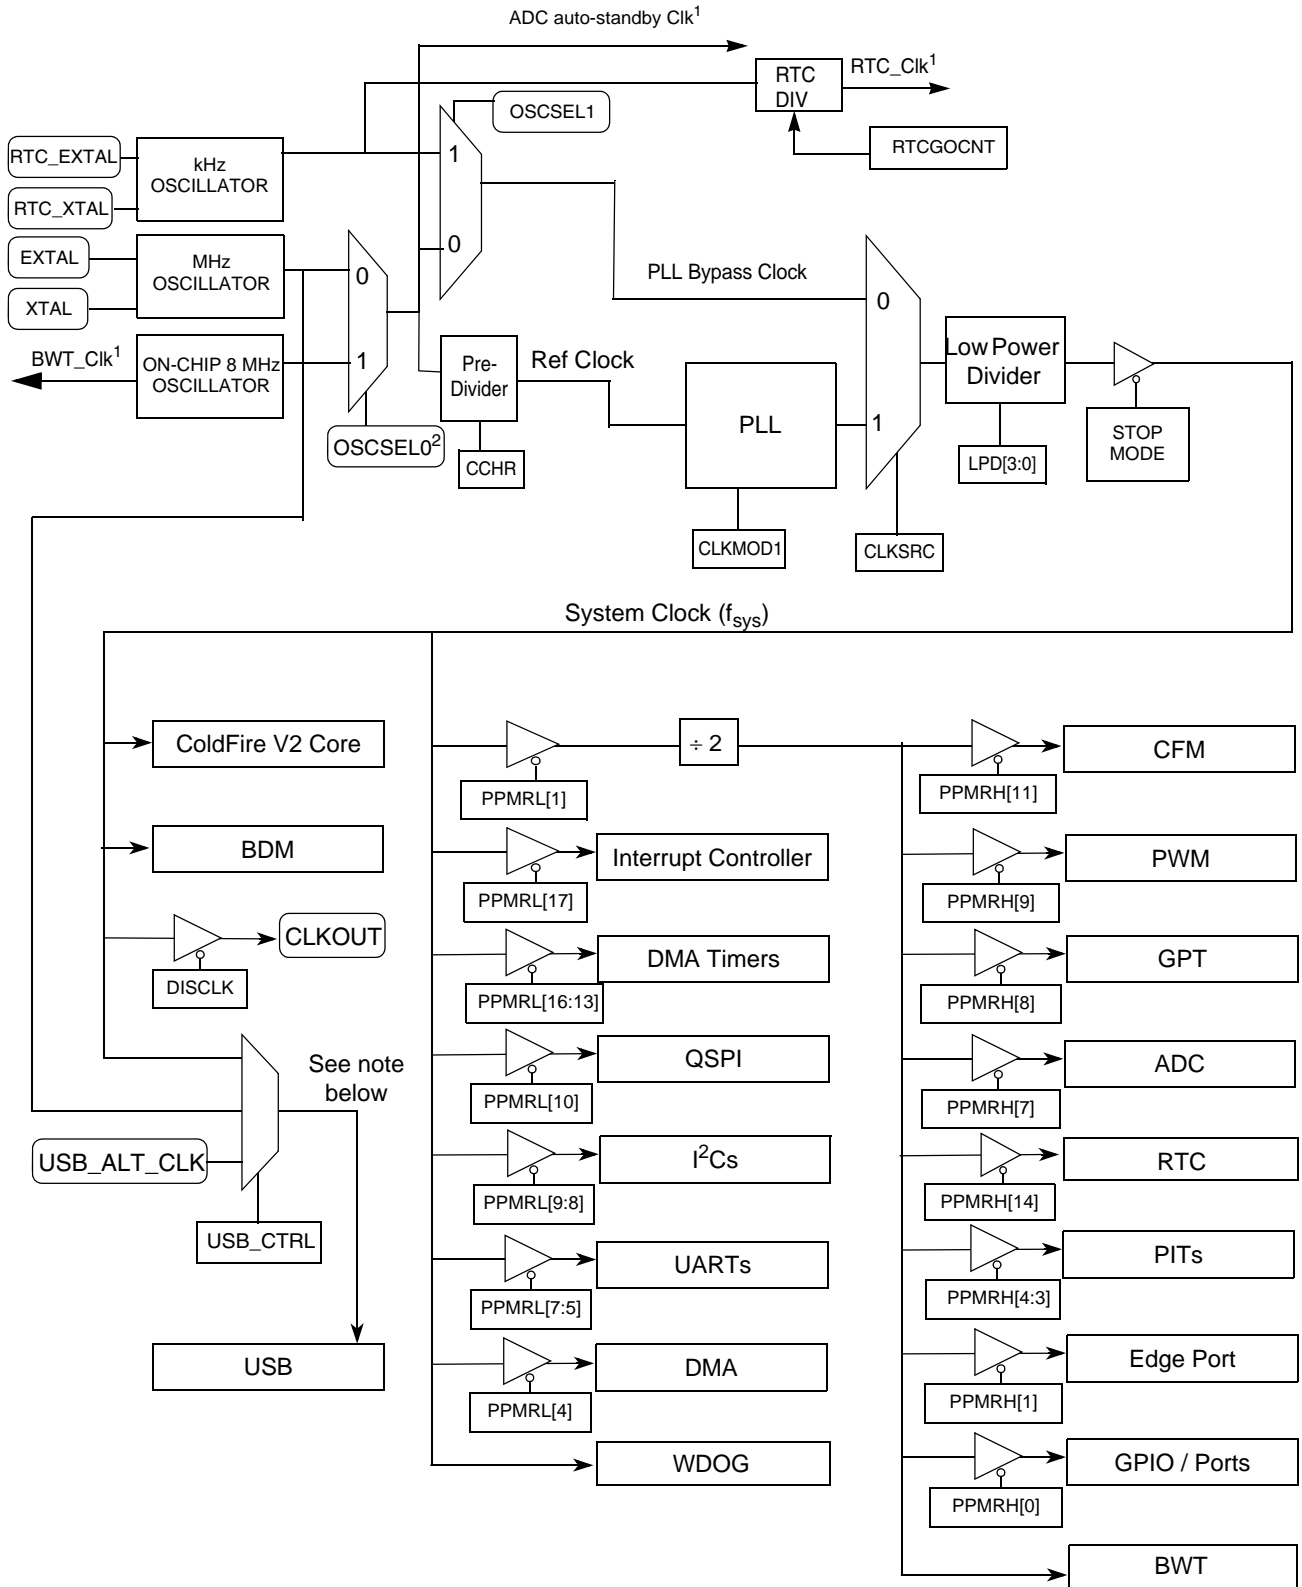 ADC auto-standby Clk¹
RTC
DIV
RTC_Clk¹
OSCSEL1
RTCGOCNT
RTC_EXTAL
kHz
OSCILLATOR
1
RTC_XTAL
0
EXTAL
MHz
OSCILLATOR
0
XTAL
PLL Bypass Clock
0
BWT_Clk¹
ON-CHIP 8 MHz
OSCILLATOR
1
Pre-
Divider
Ref Clock
Low Power
Divider
OSCSEL0²
CCHR
PLL
1
LPD[3:0]
STOP
MODE
CLKMOD1
CLKSRC
System Clock (fsys)
ColdFire V2 Core
÷ 2
CFM
PPMRL[1]
PPMRH[11]
BDM
Interrupt Controller
PWM
PPMRL[17]
PPMRH[9]
CLKOUT
DMA Timers
GPT
DISCLK
PPMRL[16:13]
PPMRH[8]
See note
below
QSPI
ADC
PPMRL[10]
PPMRH[7]
USB_ALT_CLK
I²Cs
RTC
PPMRL[9:8]
PPMRH[14]
USB_CTRL
UARTs
PITs
PPMRL[7:5]
PPMRH[4:3]
USB
DMA
Edge Port
PPMRL[4]
PPMRH[1]
WDOG
GPIO / Ports
PPMRH[0]
BWT